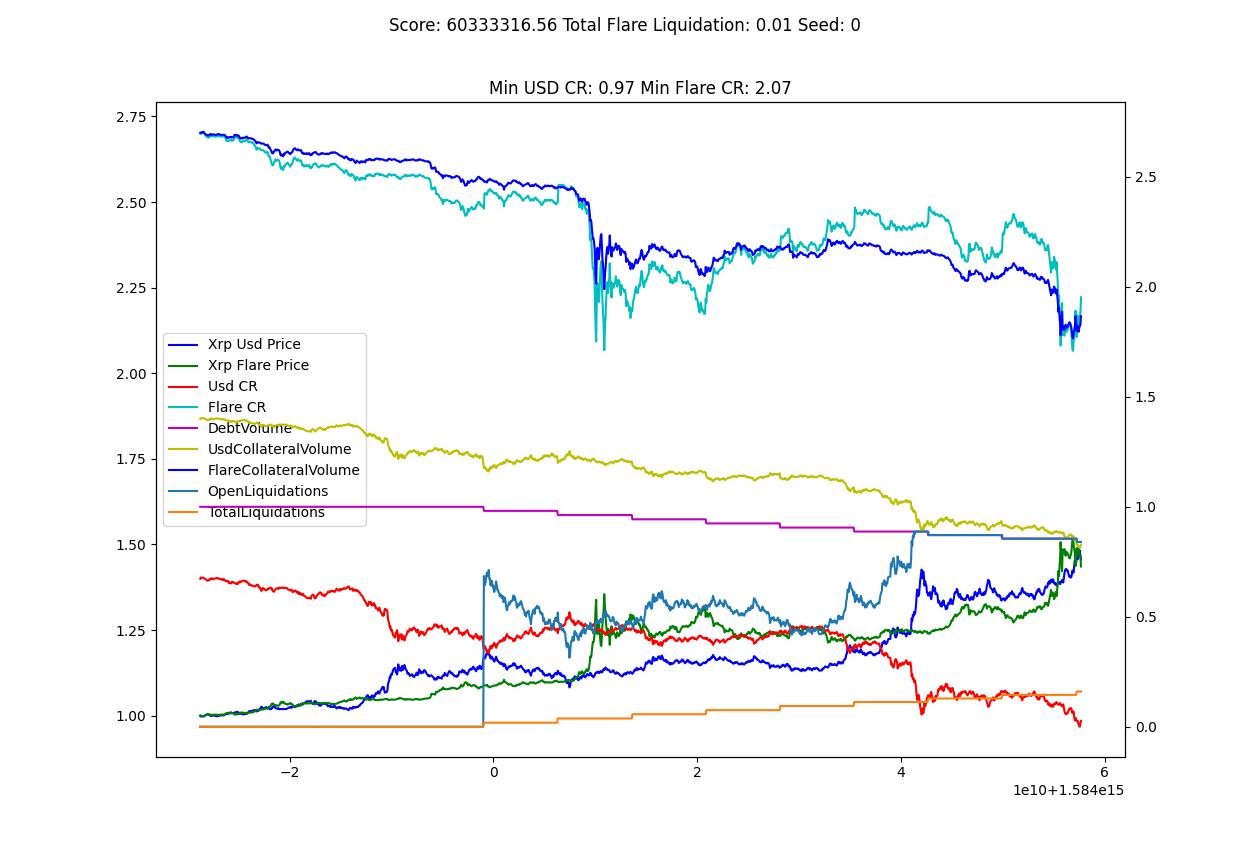 Score: 60333316.56 Total Flare Liquidation: 0.01 Seed: 0
Min USD CR: 0.97 Min Flare CR: 2.07
2.75
2.50
2.25
2.00
1.75
1.50
1.25
1.00
Xrp Usd Price
Xrp Flare Price
Usd CR
Flare CR
DebtVolume
UsdCollateralVolume
FlareCollateralVolume
OpenLiquidations
TotalLiquidations
2.5
2.0
1.5
1.0
0.5
0.0
−2
0
2
4
6
1e10+1.584e15